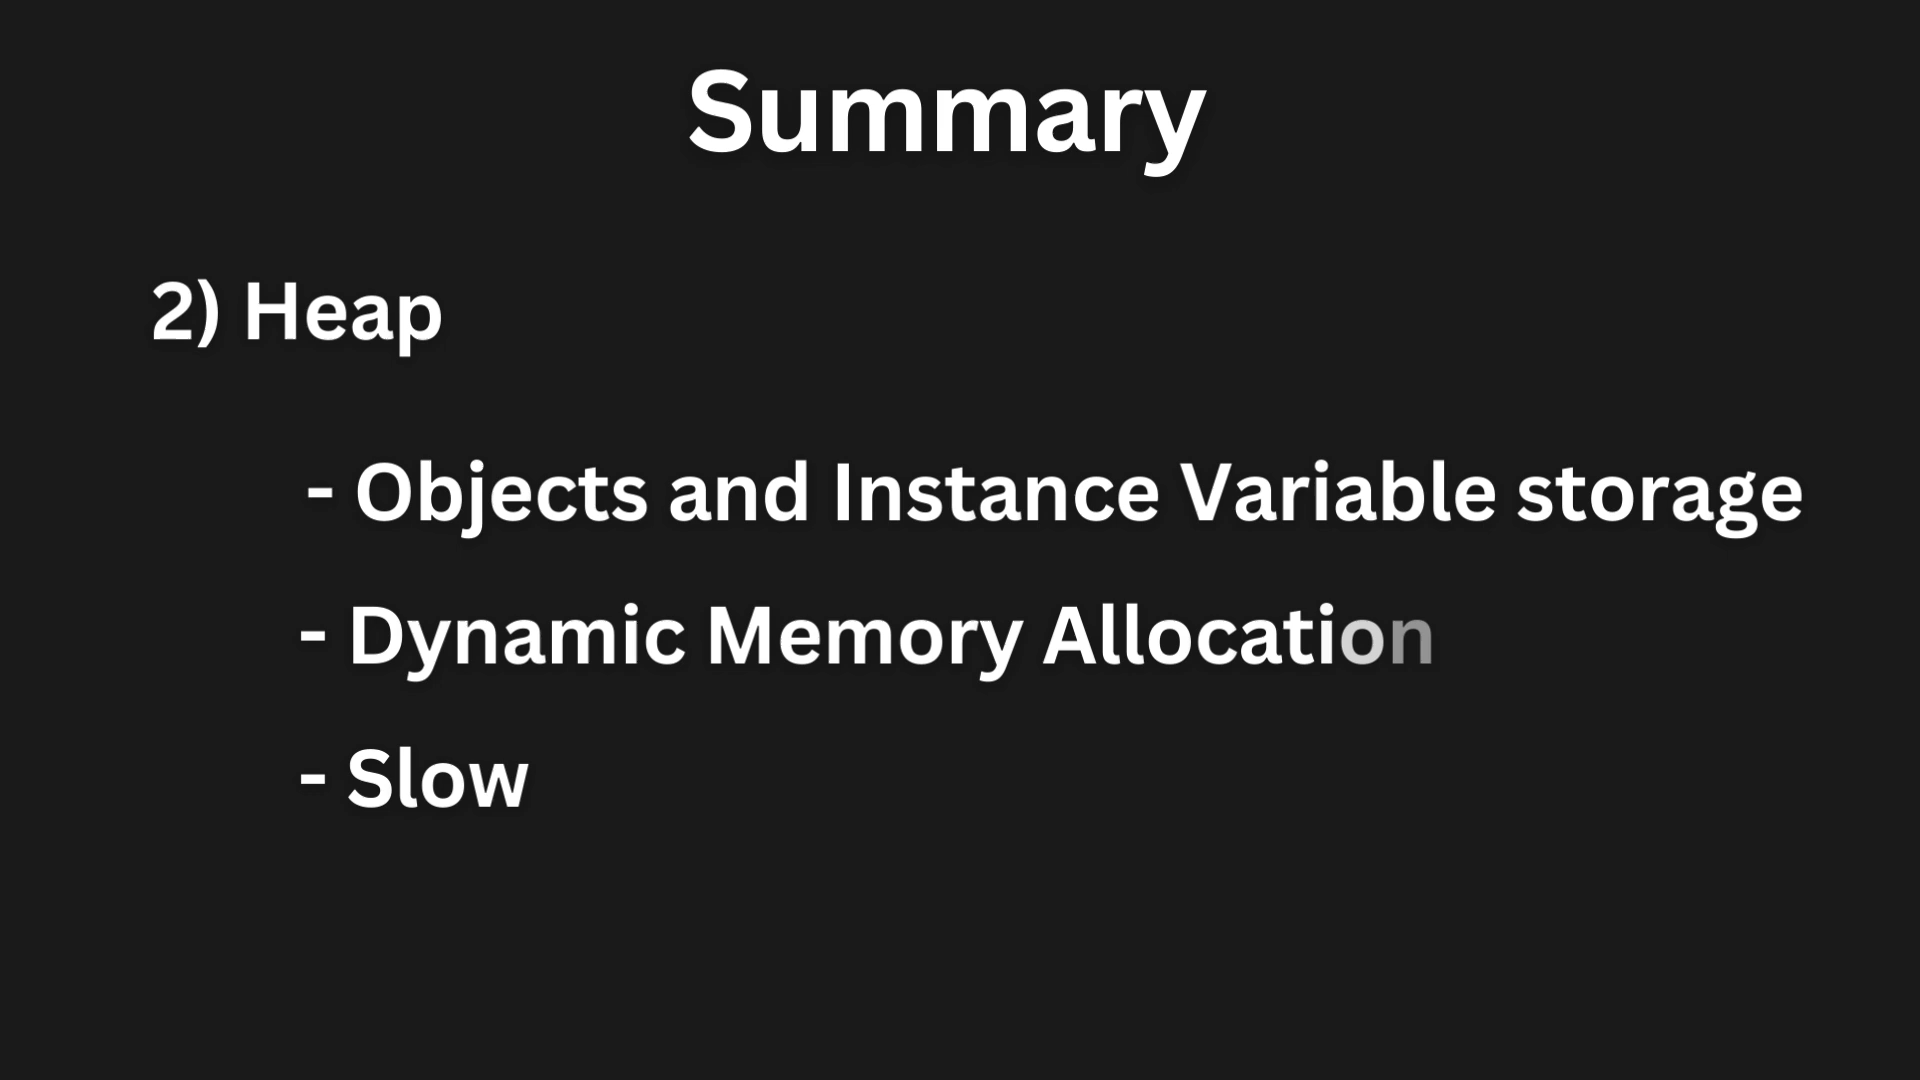 Summary
2) Heap
- Objects and Instance Variable storage
- Dynamic Memory Allocation
- Slow